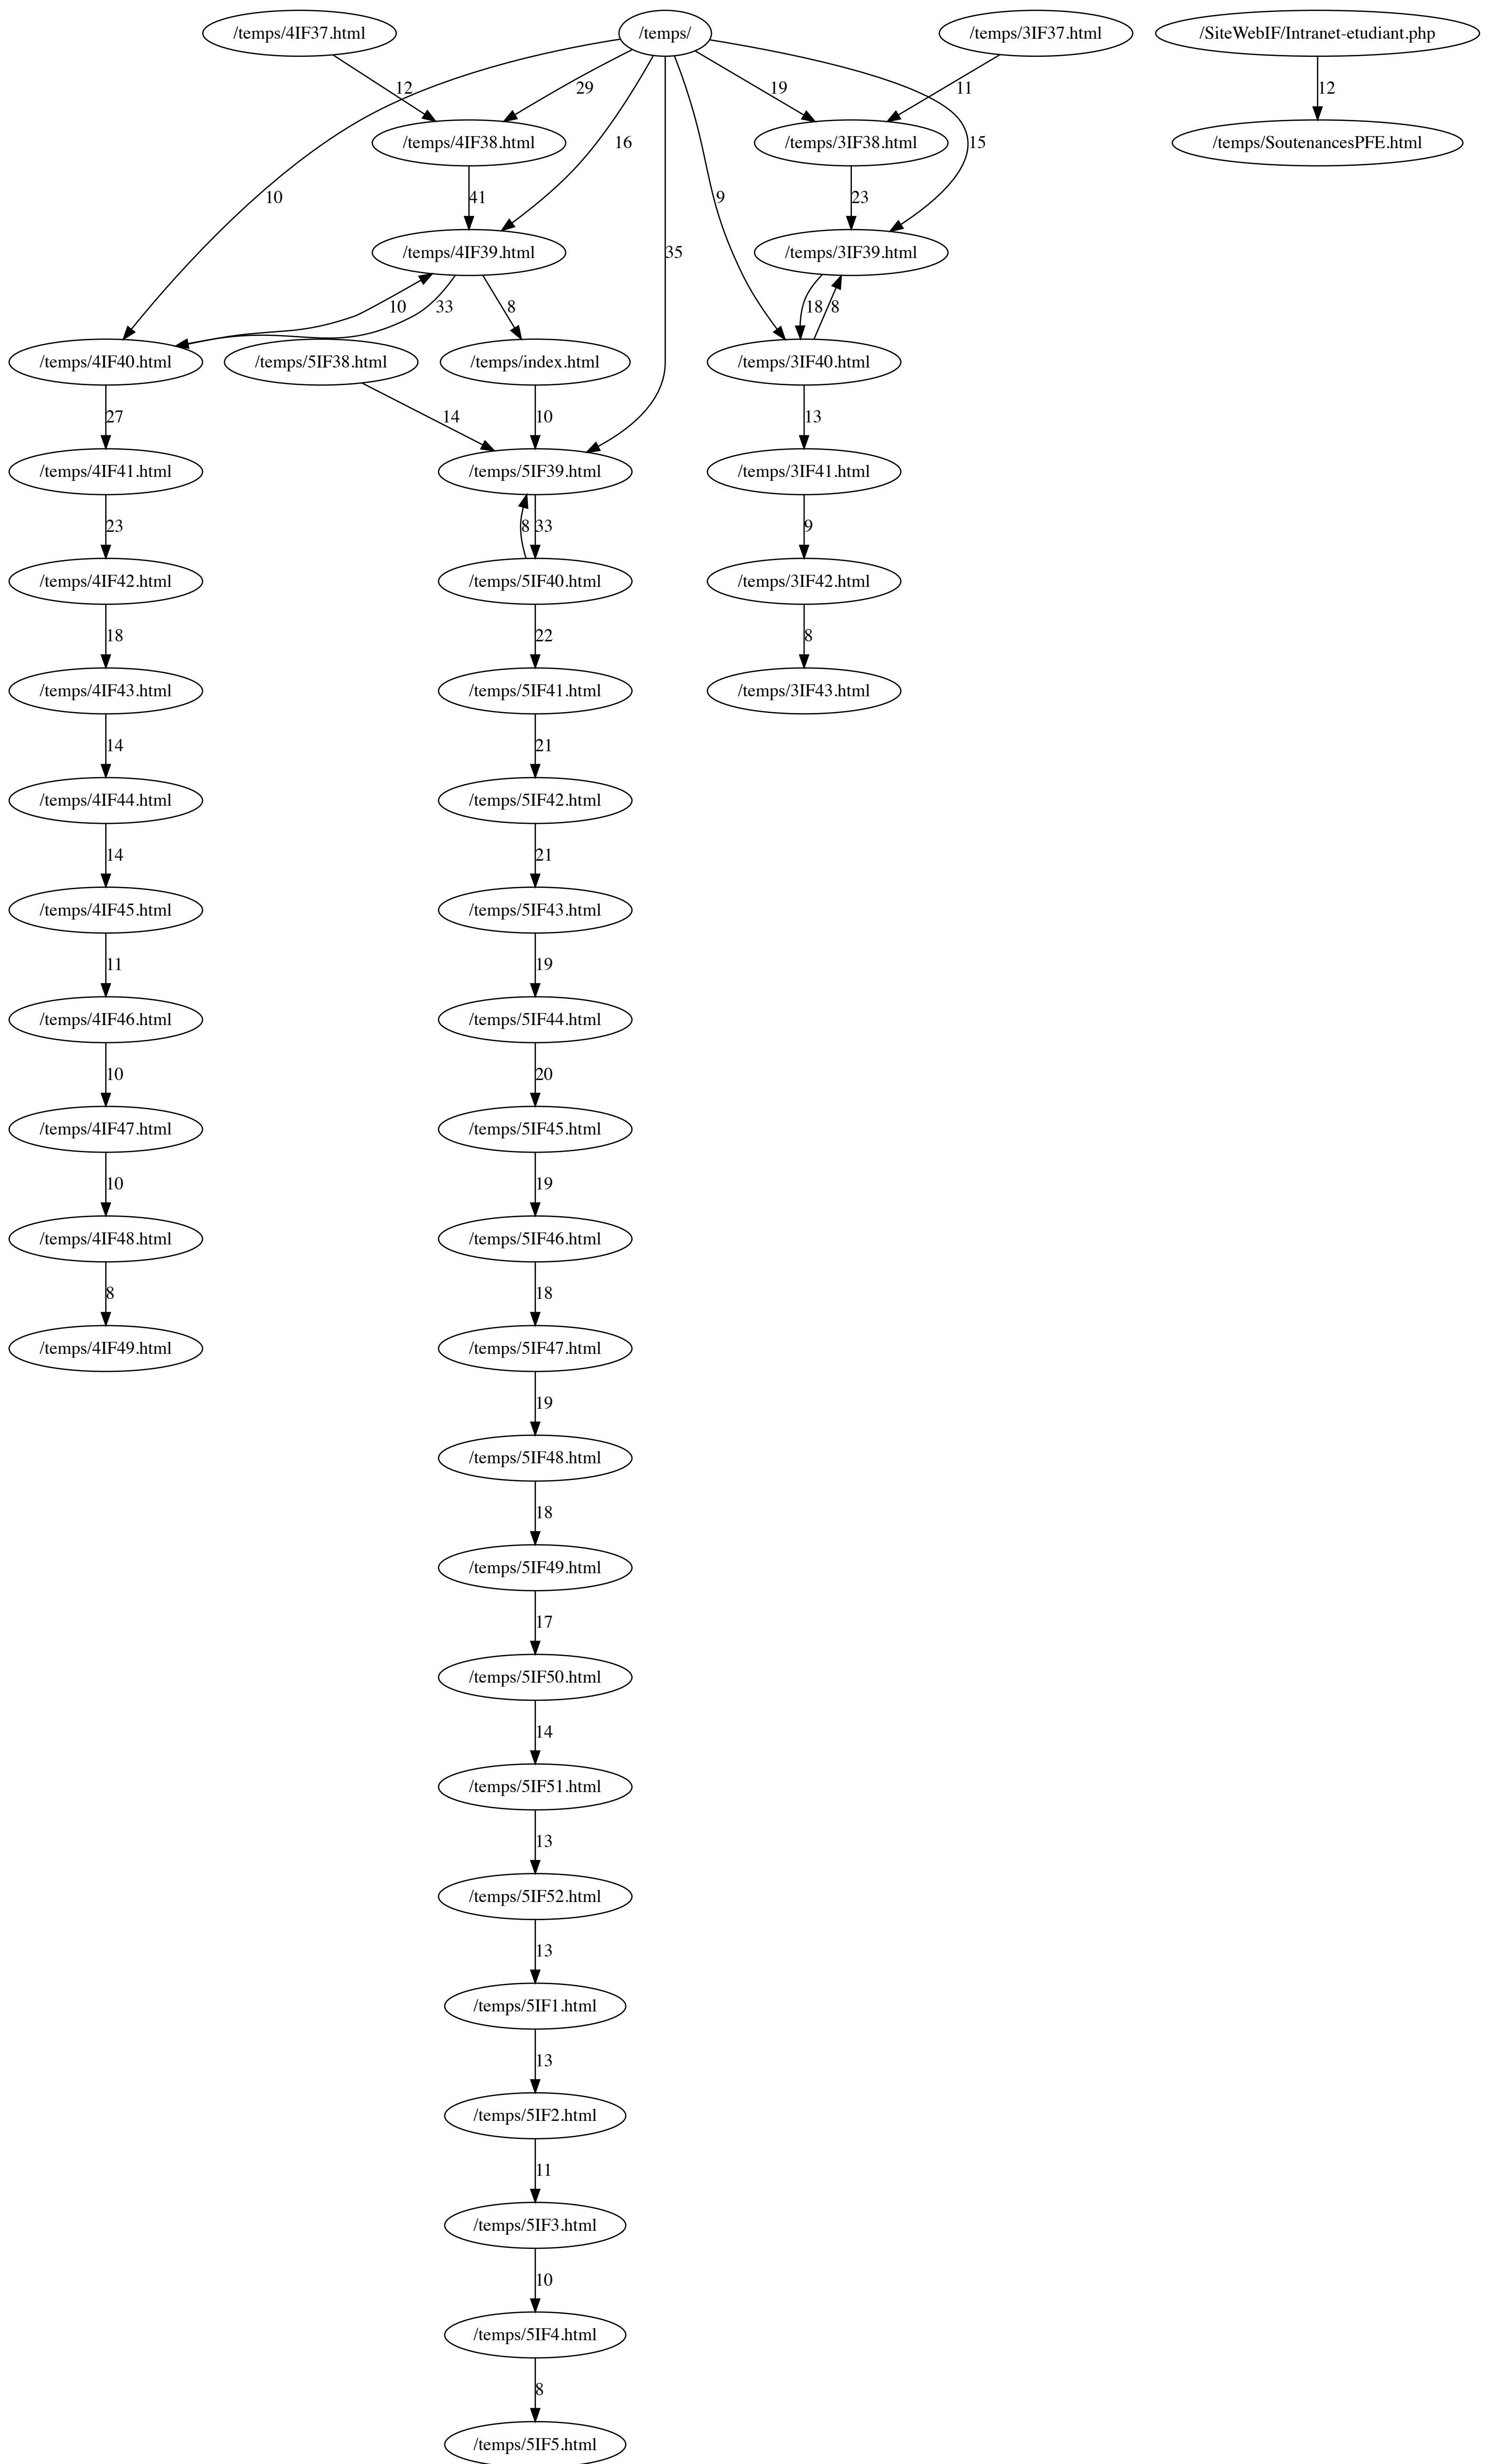 /temps/4IF37.html
/temps/
/temps/3IF37.html
/SiteWebIF/Intranet-etudiant.php
12
29
19
11
12
/temps/4IF38.html
16
/temps/3IF38.html
15
/temps/SoutenancesPFE.html
10
41
9
23
/temps/4IF39.html
35
/temps/3IF39.html
10
33
8
18
8
/temps/4IF40.html
/temps/5IF38.html
/temps/index.html
/temps/3IF40.html
27
14
10
13
/temps/4IF41.html
/temps/5IF39.html
/temps/3IF41.html
23
8
33
9
/temps/4IF42.html
/temps/5IF40.html
/temps/3IF42.html
18
22
8
/temps/4IF43.html
/temps/5IF41.html
/temps/3IF43.html
14
21
/temps/4IF44.html
/temps/5IF42.html
14
21
/temps/4IF45.html
/temps/5IF43.html
11
19
/temps/4IF46.html
/temps/5IF44.html
10
20
/temps/4IF47.html
/temps/5IF45.html
10
19
/temps/4IF48.html
/temps/5IF46.html
8
18
/temps/4IF49.html
/temps/5IF47.html
19
/temps/5IF48.html
18
/temps/5IF49.html
17
/temps/5IF50.html
14
/temps/5IF51.html
13
/temps/5IF52.html
13
/temps/5IF1.html
13
/temps/5IF2.html
11
/temps/5IF3.html
10
/temps/5IF4.html
8
/temps/5IF5.html